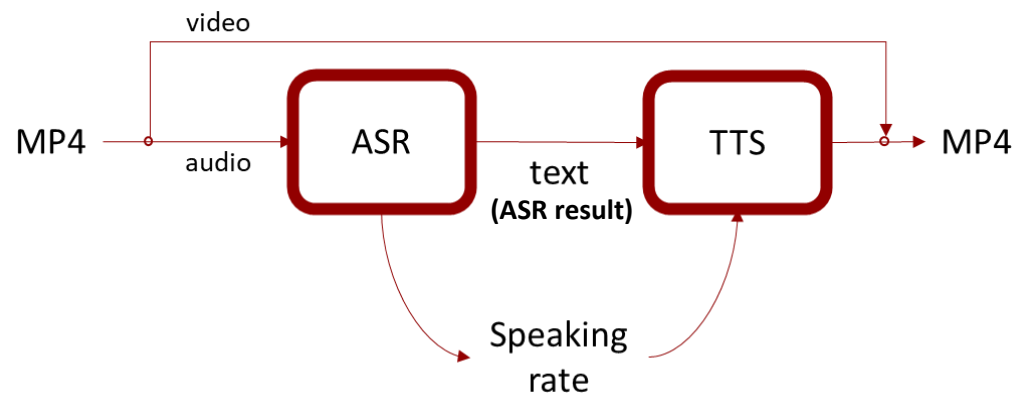 video
MP4
audio
ASR
text
(ASR result)
TTS
MP4
Speaking
rate